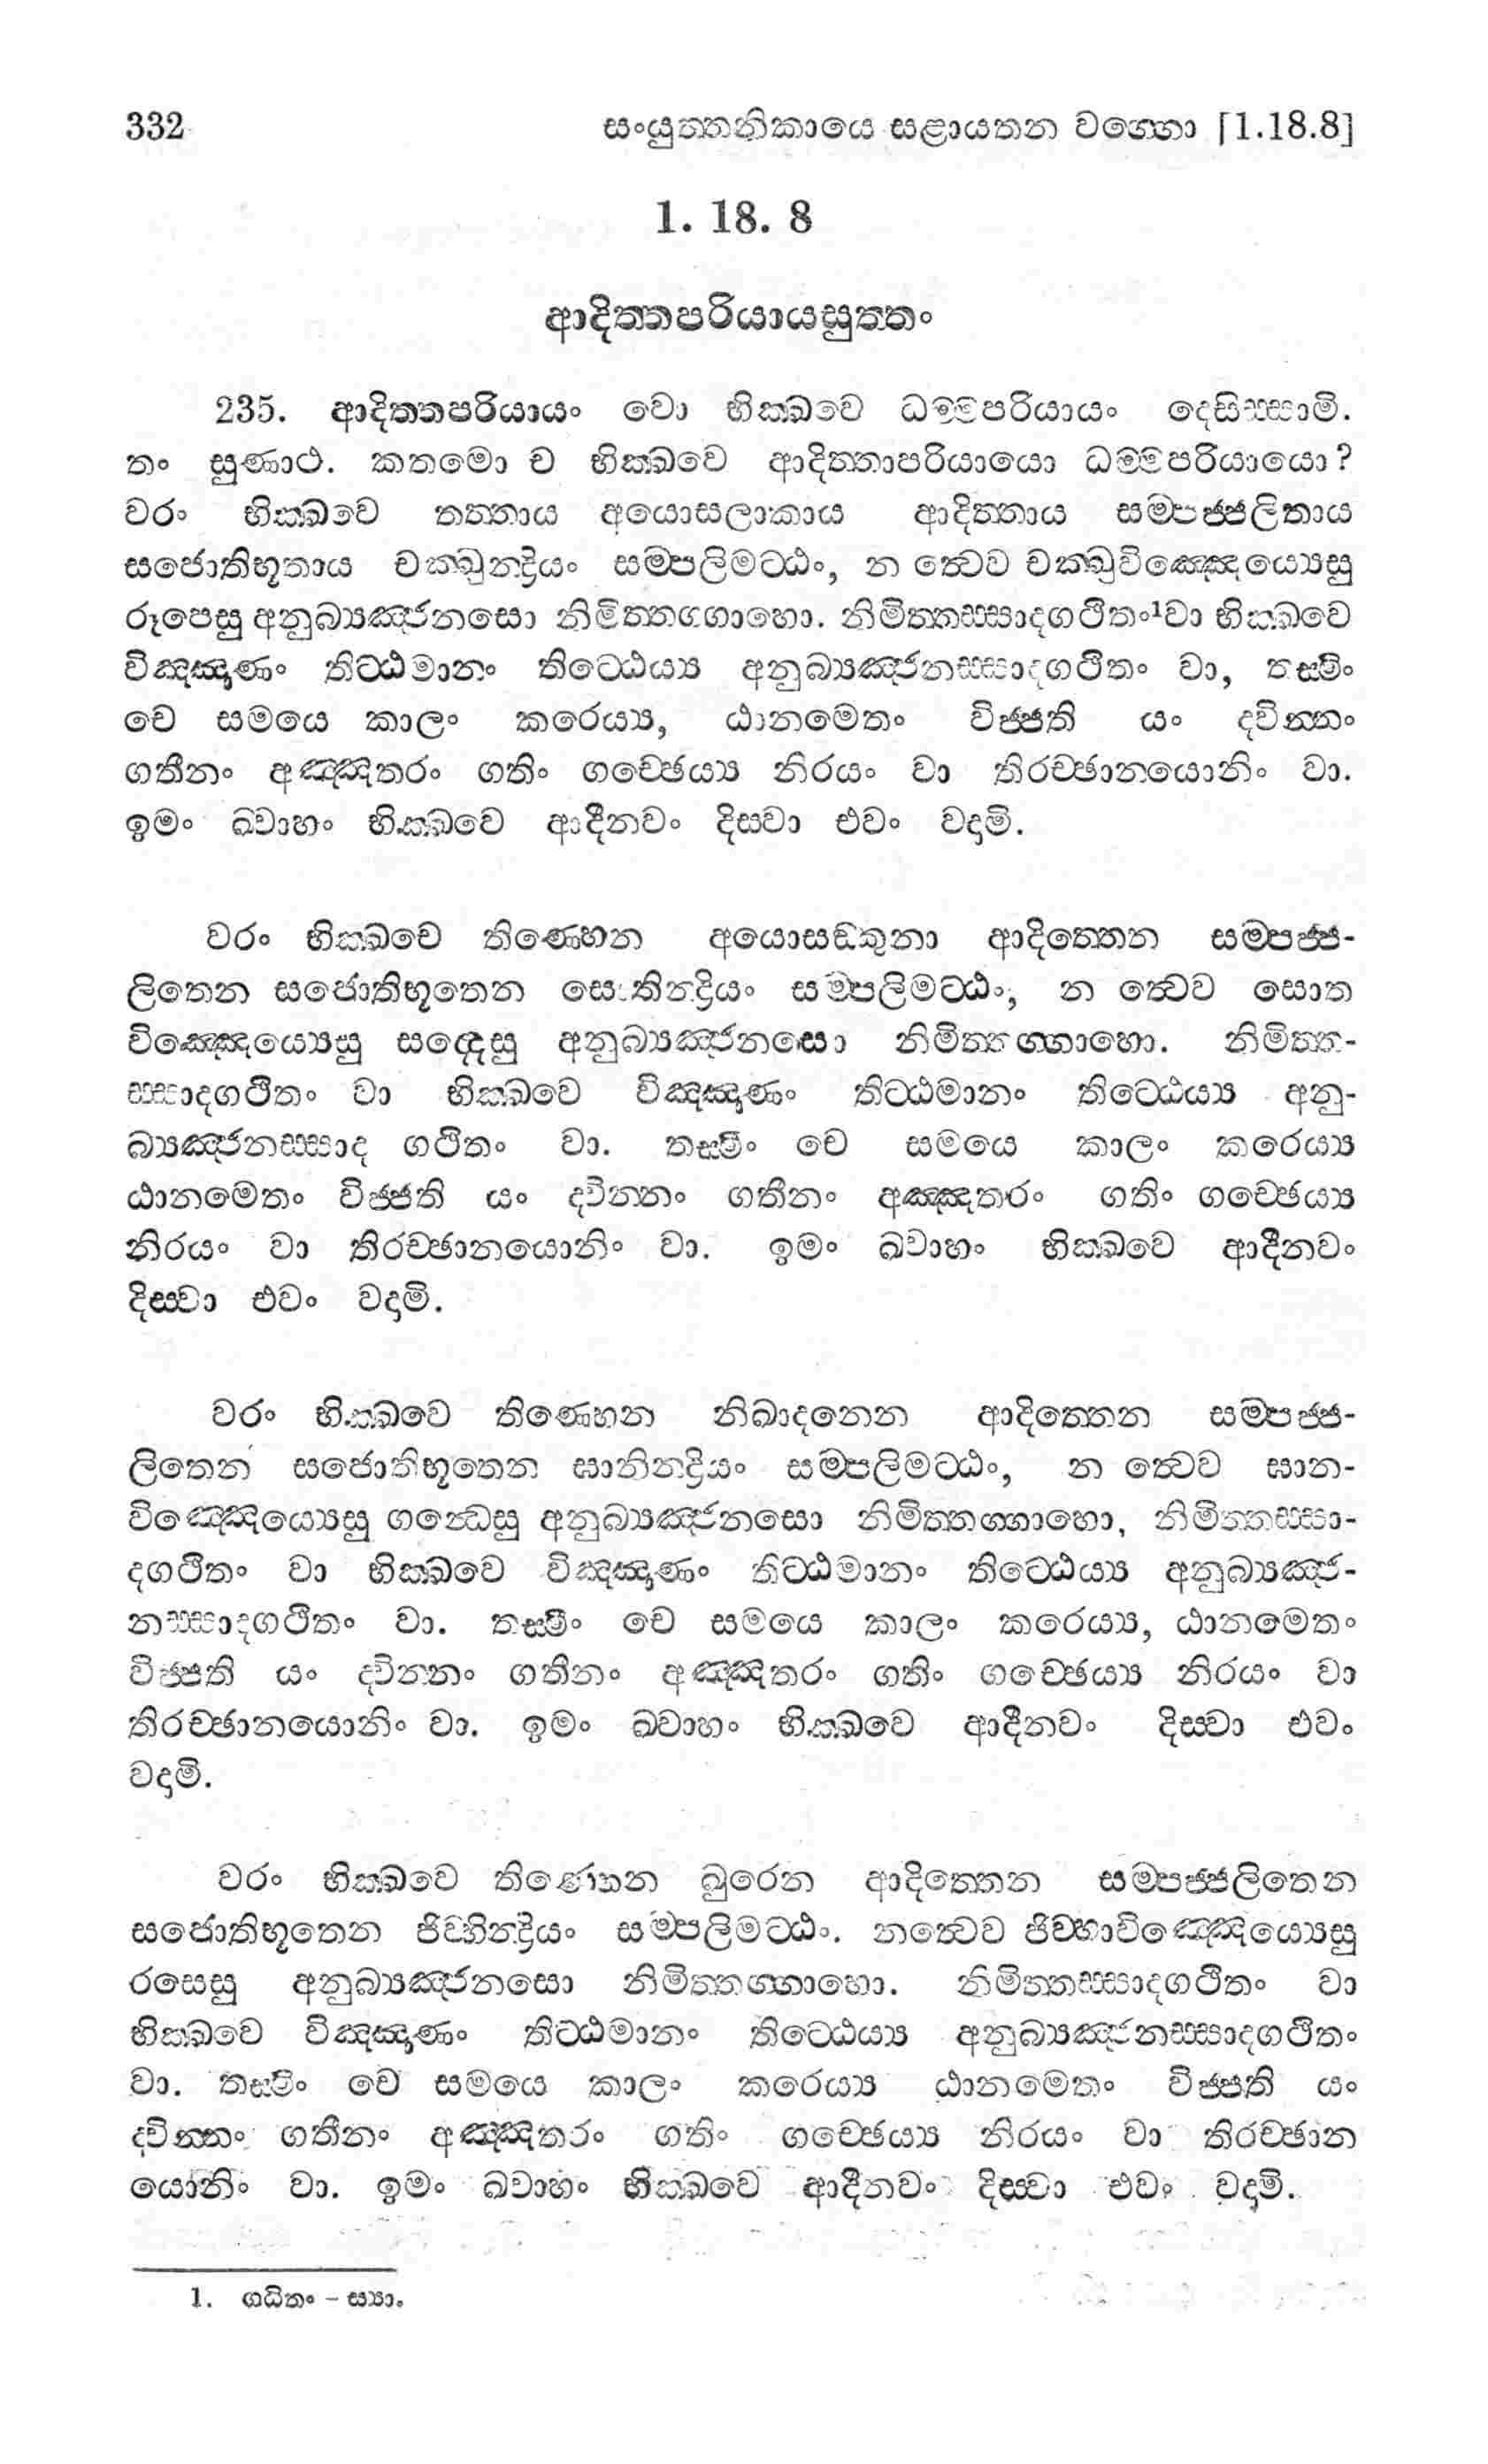 332 සංයුත්තනිකායෙ සළායතන වග්ගො [1.18.8]
1. 18. 8
ආදිත්තපරියායසුත්තං
235. ආදිත්තපරියායං වො භික්ඛවෙ ධම්මපරියායං දෙසිස්සාමි.
තං සුණාථ. කතමො ච භික්ඛවෙ ආදිත්තාපරියායො ධම්මපරියායො?
වරං භික්ඛවෙ තත්තාය අයොසලාකාය ආදිත්තාය සම්පජ්ජලිතාය
සජොතිභූතාය චක්ඛුන්ද්‍රියං සම්පලිමට්ඨං, න ත්වෙව චක්ඛුවිඤ්ඤෙය්‍යෙසු
රූපෙසු අනුබ්‍යඤ්ජනසො නිමිත්තග්ගාහො. නිමිත්තස්සාදගථිතං¹වා භික්ඛවෙ
විඤ්ඤාණං තිට්ඨමානං තිට්ඨෙය්‍ය අනුබ්‍යඤ්ජනස්සාදගථිතං වා, තස්මිං
චෙ සමයෙ කාලං කරෙය්‍ය, ඨානමෙතං විජ්ජති යං ද්වින්නං
ගතීනං අඤ්ඤතරං ගතිං ගච්ඡෙය්‍ය නිරයං වා තිරච්ඡානයොනිං වා.
ඉමං ඛ්වාහං භික්ඛවෙ ආදීනවං දිස්වා එවං වදාමි.
වරං භික්ඛවෙ තිණ්හෙන අයොසඞ්කුනා ආදිත්තෙන සම්පජ්ජ-
ලිතෙන සජොතිභූතෙන සොතින්ද්‍රියං සම්පලිමට්ඨං, න ත්වෙව සොත
විඤ්ඤෙය්‍යෙසු සද්දෙසු අනුබ්‍යඤ්ජනසො නිමිත්තග්ගාහො. නිමිත්ත-
ස්සාදගථිතං වා භික්ඛවෙ විඤ්ඤාණං තිට්ඨමානං තිට්ඨෙය්‍ය අනු-
බ්‍යඤ්ජනස්සාද ගථිතං වා. තස්මිං චෙ සමයෙ කාලං කරෙය්‍ය
ඨානමෙතං විජ්ජති යං ද්වින්නං ගතීනං අඤ්ඤතරං ගතිං ගච්ඡෙය්‍ය
නිරයං වා තිරච්ඡානයොනිං වා. ඉමං ඛ්වාහං භික්ඛවෙ ආදීනවං
දිස්වා එවං වදාමි.
වරං භික්ඛවෙ තිණ්හෙන නිඛාදනෙන ආදිත්තෙන සම්පජ්ජ-
ලිතෙන සජොතිභූතෙන ඝානින්ද්‍රියං සම්පලිමට්ඨං, න ත්වෙව ඝාන-
විඤ්ඤෙය්‍යෙසු ගන්ධෙසු අනුබ්‍යඤ්ජනසො නිමිත්තග්ගාහො, නිමිත්තස්සා-
දගථිතං වා භික්ඛවෙ විඤ්ඤාණං තිට්ඨමානං තිට්ඨෙය්‍ය අනුබ්‍යඤ්ජ-
නස්සාදගථිතං වා. තස්මිං චෙ සමයෙ කාලං කරෙය්‍ය, ඨානමෙතං
විජ්ජති යං ද්වින්නං ගතීනං අඤ්ඤතරං ගතිං ගච්ඡෙය්‍ය නිරයං වා
තිරච්ඡානයොනිං වා. ඉමං ඛ්වාහං භික්ඛවෙ ආදීනවං දිස්වා එවං
වදාමි.
වරං භික්ඛවෙ තිණ්හෙන ඛුරෙන ආදිත්තෙන සම්පජ්ජලිතෙන
සජොතිභූතෙන ජිව්හින්ද්‍රියං සම්පලිමට්ඨං. නත්වෙව ජිව්හාවිඤ්ඤෙය්‍යෙසු
රසෙසු අනුබ්‍යඤ්ජනසො නිමිත්තග්ගාහො. නිමිත්තස්සාදගථිතං වා
භික්ඛවෙ විඤ්ඤාණං තිට්ඨමානං තිට්ඨෙය්‍ය අනුබ්‍යඤ්ජනස්සාදගථිතං
වා. තස්මිං චෙ සමයෙ කාලං කරෙය්‍ය ඨානමෙතං විජ්ජති යං
ද්වින්නං ගතීනං අඤ්ඤතරං ගතිං ගච්ඡෙය්‍ය නිරයං වා තිරච්ඡාන
යොනිං වා. ඉමං ඛ්වාහං භික්ඛවෙ ආදීනවං දිස්වා එවං වදාමි.
1. ගධිතං – ස්‍යා.